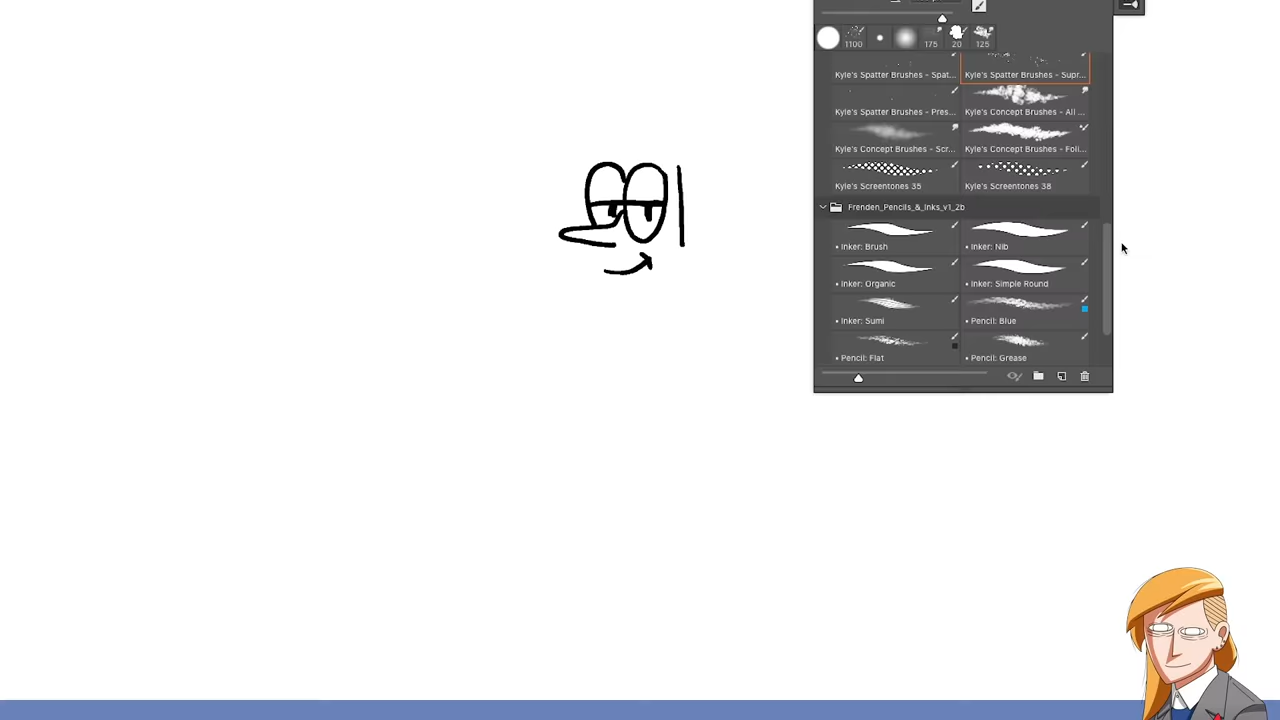 1100 175 20 125
Kyle's Spatter Brushes - Spat... Kyle's Spatter Brushes - Supr...
Kyle's Spatter Brushes - Pres... Kyle's Concept Brushes - All ...
Kyle's Concept Brushes - Scr... Kyle's Concept Brushes - Foli...
Kyle's Screentones 35 Kyle's Screentones 38
Frenden_Pencils_&_Inks_v1_2b
• Inker: Brush • Inker: Nib
• Inker: Organic • Inker: Simple Round
• Inker: Sumi • Pencil: Blue
• Pencil: Flat • Pencil: Grease